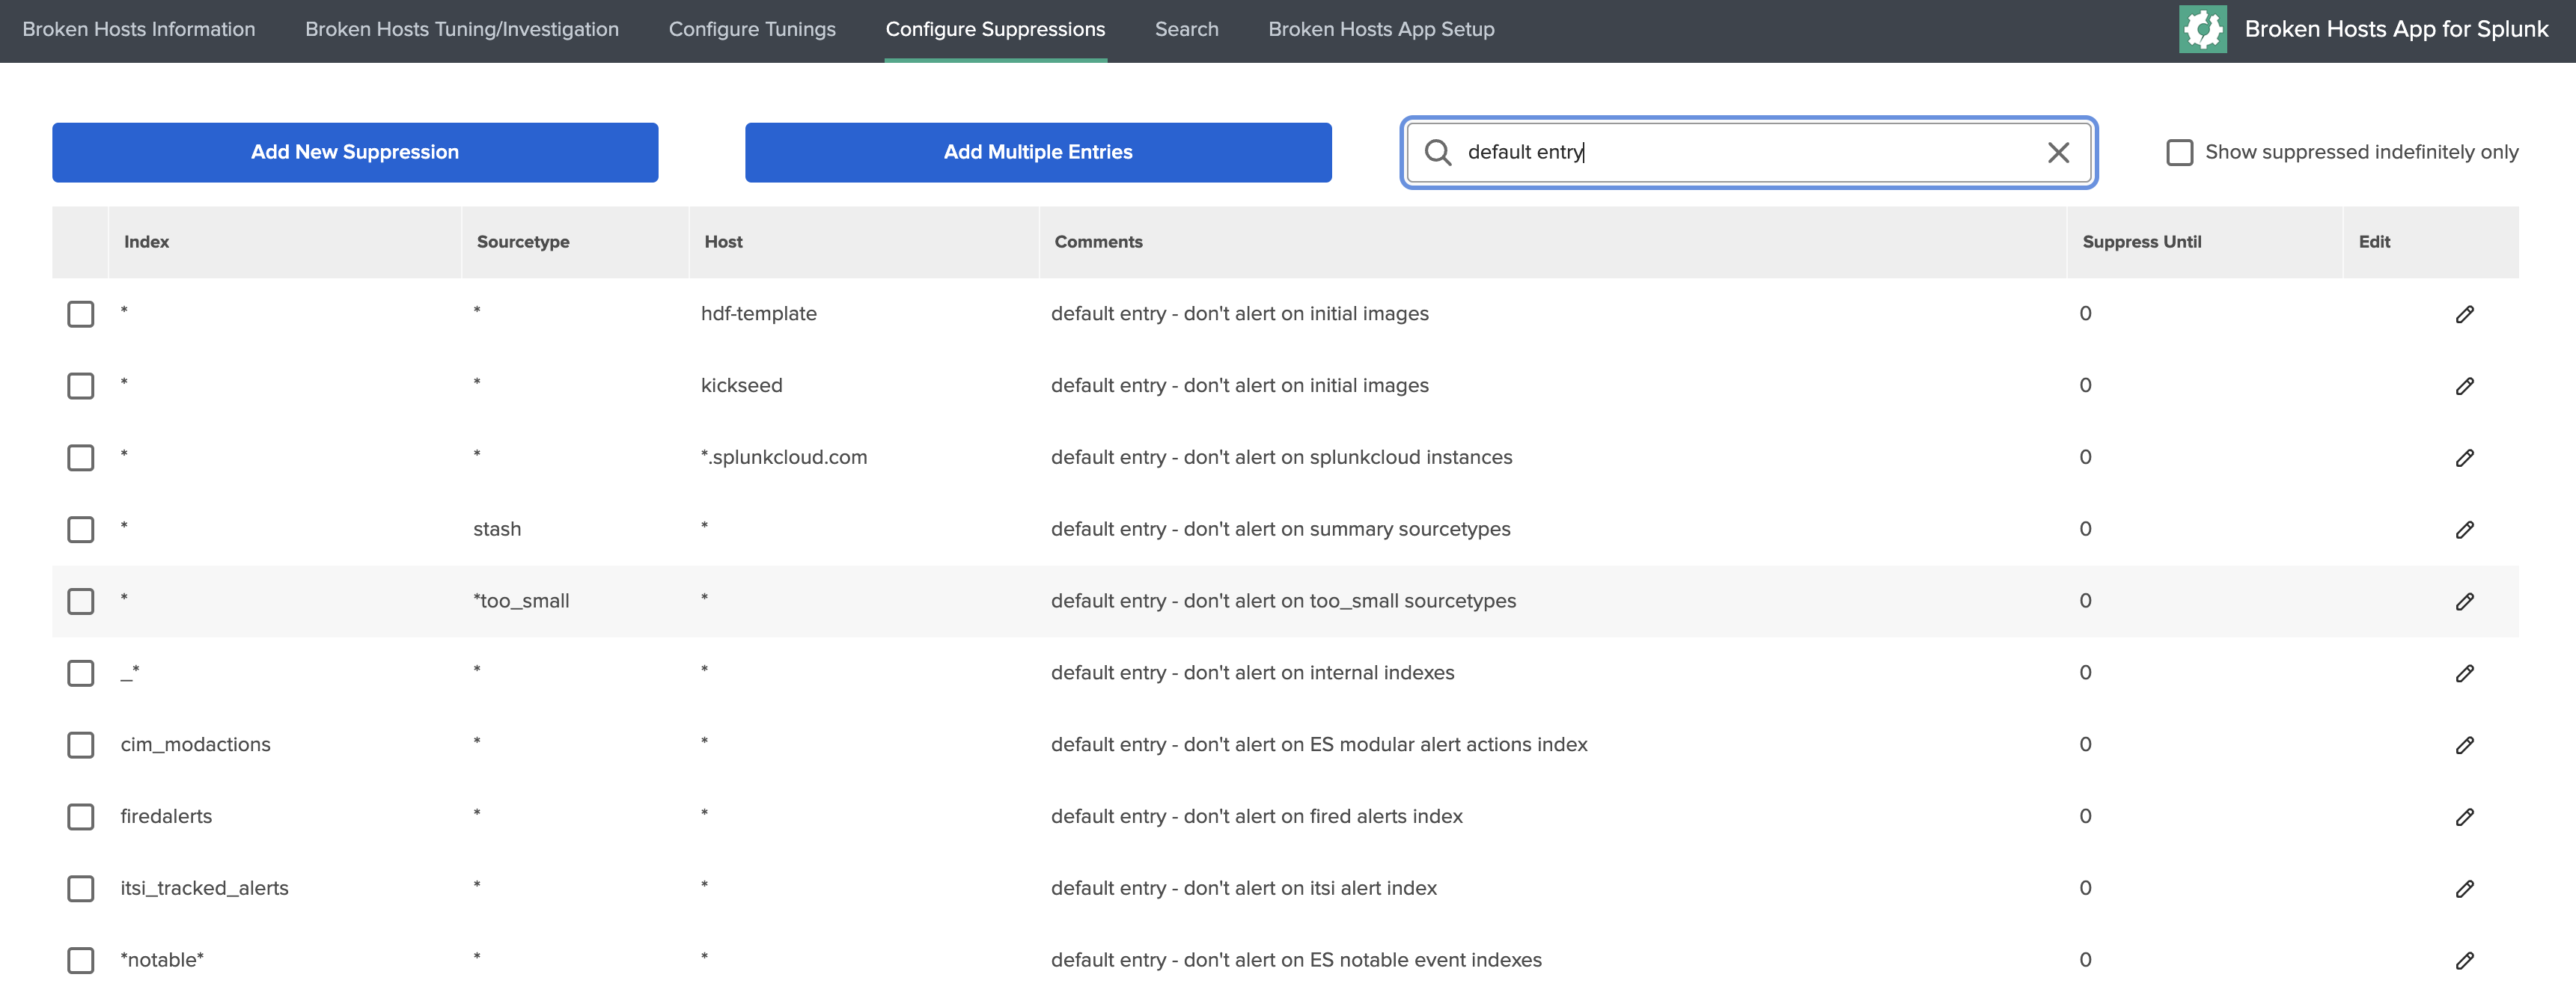 Broken Hosts Information Broken Hosts Tuning/Investigation Configure Tunings Configure Suppressions Search Broken Hosts App Setup Broken Hosts App for Splunk
Add New Suppression Add Multiple Entries default entry Show suppressed indefinitely only
Index Sourcetype Host Comments Suppress Until Edit
* * hdf-template default entry - don't alert on initial images 0
* * kickseed default entry - don't alert on initial images 0
* * *.splunkcloud.com default entry - don't alert on splunkcloud instances 0
* stash * default entry - don't alert on summary sourcetypes 0
* *too_small * default entry - don't alert on too_small sourcetypes 0
_* * * default entry - don't alert on internal indexes 0
cim_modactions * * default entry - don't alert on ES modular alert actions index 0
firedalerts * * default entry - don't alert on fired alerts index 0
itsi_tracked_alerts * * default entry - don't alert on itsi alert index 0
*notable* * * default entry - don't alert on ES notable event indexes 0